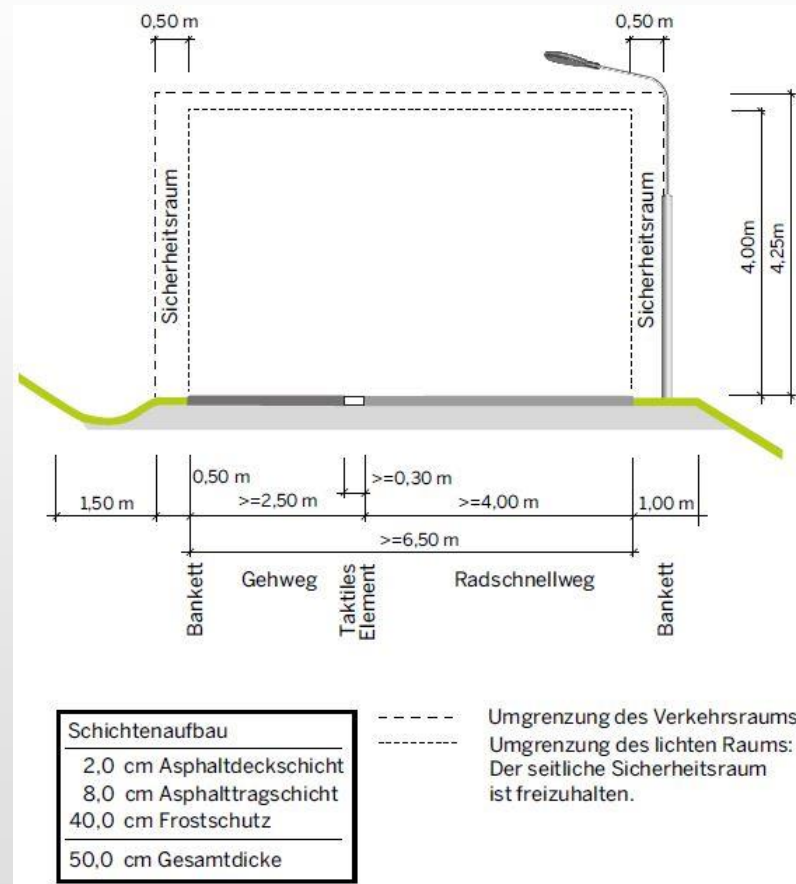 0,50 m
0,50 m
Sicherheitsraum
Sicherheitsraum
4,00m
4,25m
0,50 m
>=0,30 m
1,50 m
>=2,50 m
>=4,00 m
1,00 m
>=6,50 m
Bankett
Gehweg
Taktiles
Element
Radschnellweg
Bankett
Schichtenaufbau
2,0 cm Asphaltdeckschicht
8,0 cm Asphalttragschicht
40,0 cm Frostschutz
50,0 cm Gesamtdicke
Umgrenzung des Verkehrsraums
Umgrenzung des lichten Raums:
Der seitliche Sicherheitsraum
ist freizuhalten.